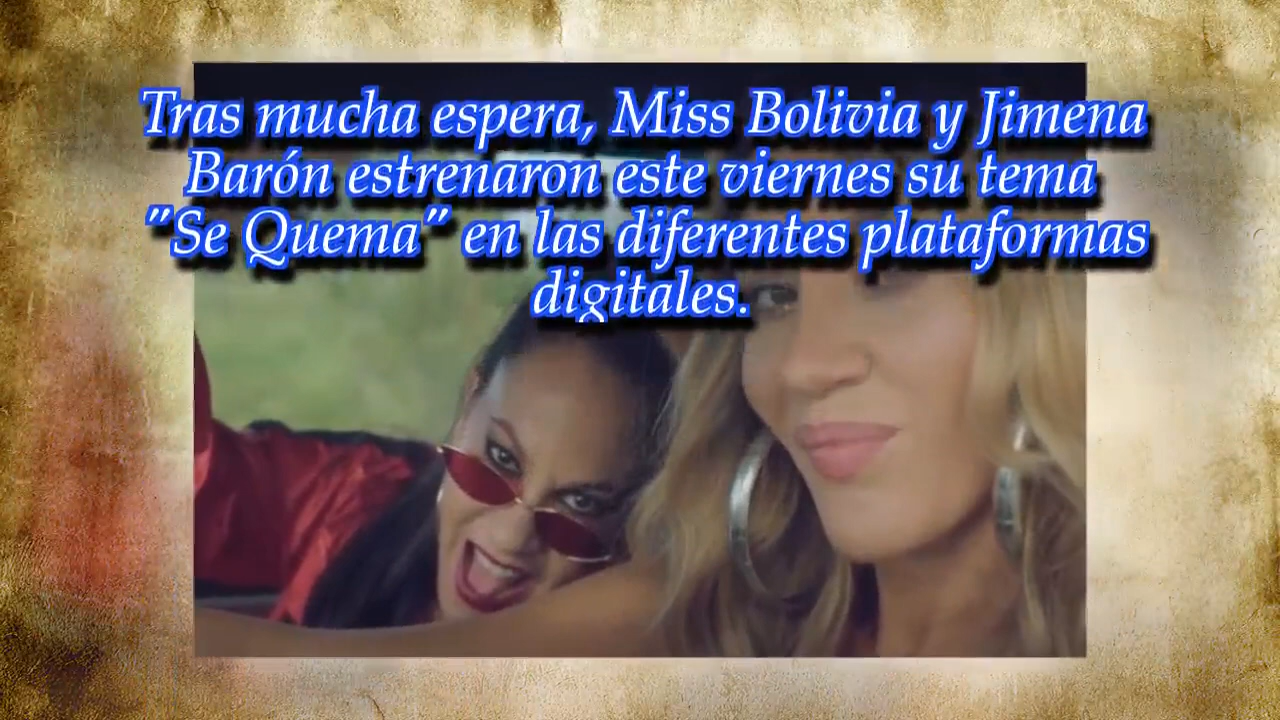 Tras mucha espera, Miss Bolivia y Jimena
Barón estrenaron este viernes su tema
"Se Quema" en las diferentes plataformas
digitales.